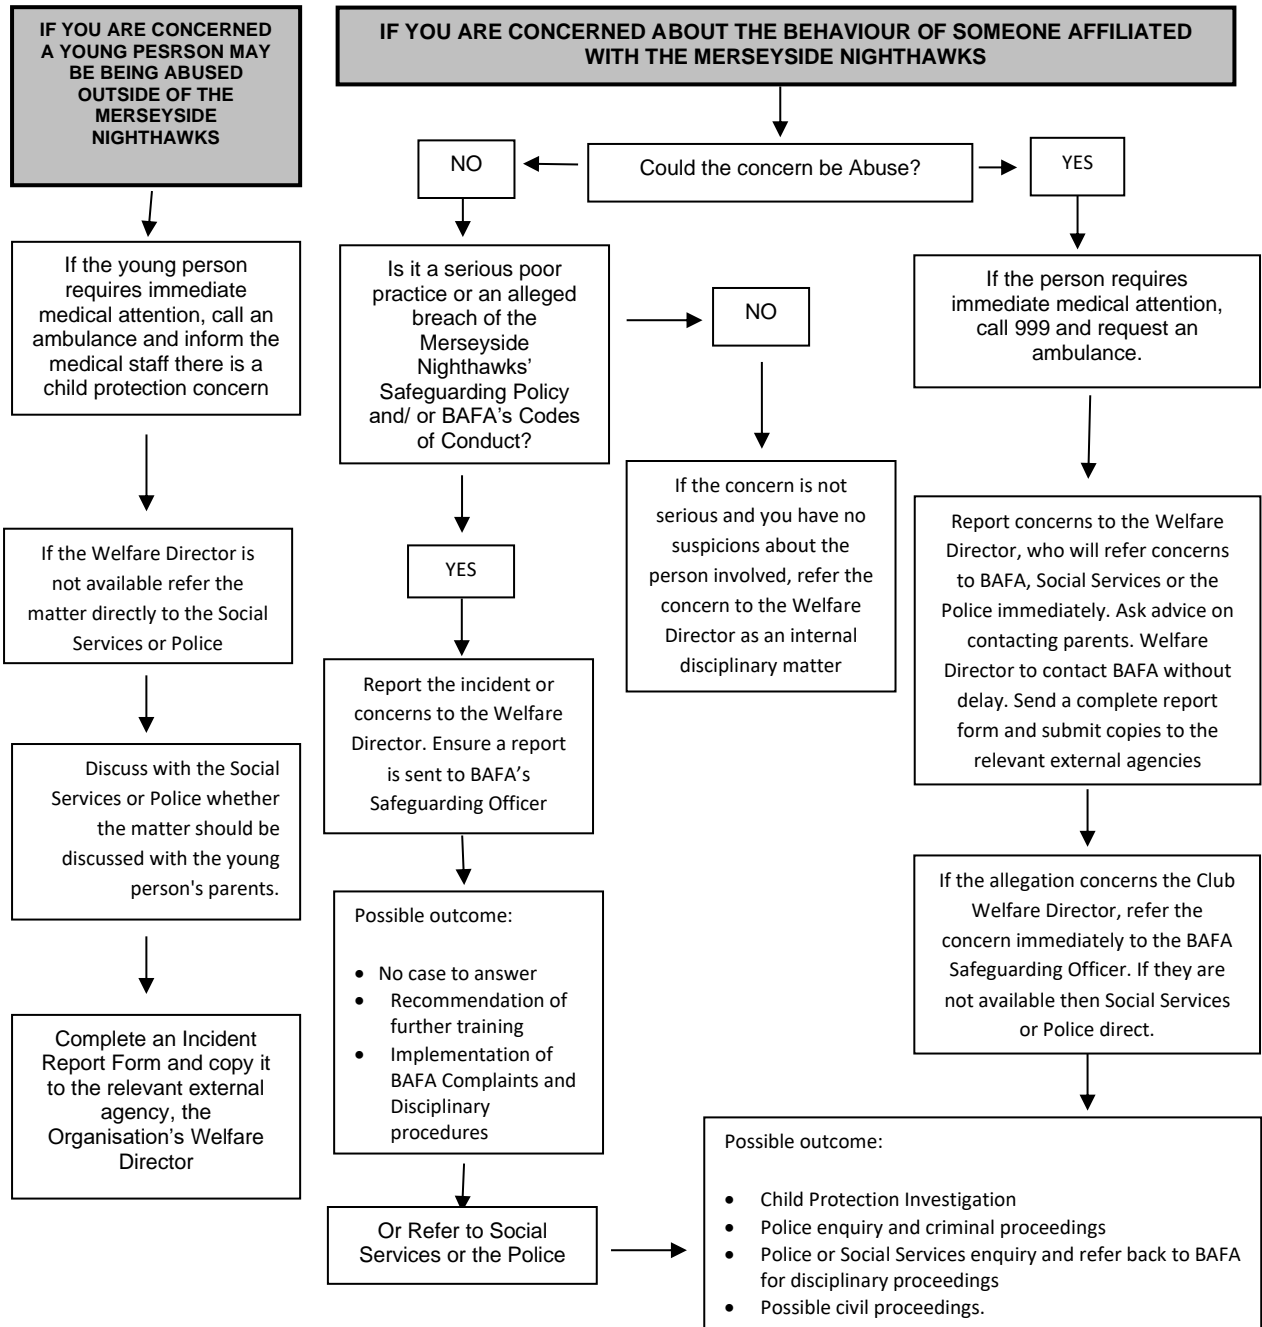 IF YOU ARE CONCERNED
A YOUNG PESRSON MAY
BE BEING ABUSED
OUTSIDE OF THE
MERSEYSIDE
NIGHTHAWKS
If the young person
requires immediate
medical attention, call an
ambulance and inform the
medical staff there is a
child protection concern
If the Welfare Director is
not available refer the
matter directly to the Social
Services or Police
Discuss with the Social
Services or Police whether
the matter should be
discussed with the young
person's parents.
Complete an Incident
Report Form and copy it
to the relevant external
agency, the
Organisation's Welfare
Director
IF YOU ARE CONCERNED ABOUT THE BEHAVIOUR OF SOMEONE AFFILIATED
WITH THE MERSEYSIDE NIGHTHAWKS
Could the concern be Abuse?
NO
YES
Is it a serious poor
practice or an alleged
breach of the
Merseyside
Nighthawks'
Safeguarding Policy
and/ or BAFA's Codes
of Conduct?
NO
If the concern is not
serious and you have no
suspicions about the
person involved, refer the
concern to the Welfare
Director as an internal
disciplinary matter
YES
Report the incident or
concerns to the Welfare
Director. Ensure a report
is sent to BAFA's
Safeguarding Officer
Possible outcome:
• No case to answer
• Recommendation of
further training
• Implementation of
BAFA Complaints and
Disciplinary
procedures
Or Refer to Social
Services or the Police
If the person requires
immediate medical attention,
call 999 and request an
ambulance.
Report concerns to the Welfare
Director, who will refer concerns
to BAFA, Social Services or the
Police immediately. Ask advice on
contacting parents. Welfare
Director to contact BAFA without
delay. Send a complete report
form and submit copies to the
relevant external agencies
If the allegation concerns the Club
Welfare Director, refer the
concern immediately to the BAFA
Safeguarding Officer. If they are
not available then Social Services
or Police direct.
Possible outcome:
• Child Protection Investigation
• Police enquiry and criminal proceedings
• Police or Social Services enquiry and refer back to BAFA
for disciplinary proceedings
• Possible civil proceedings.